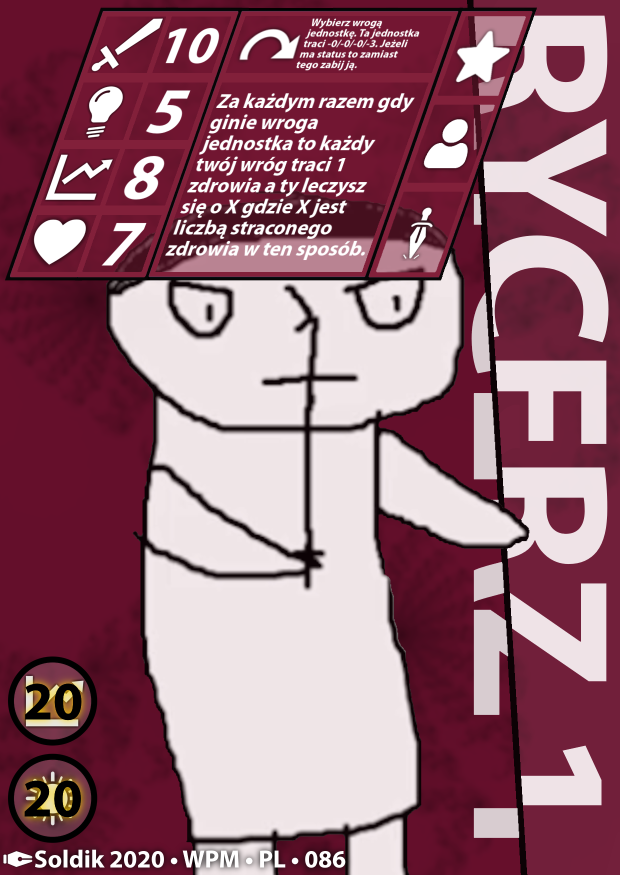 10
5
8
7
Wybierz wrogą
jednostkę. Ta jednostka
traci -0/-0/-0/-3. Jeżeli
ma status to zamiast
tego zabij ją.
Za każdym razem gdy
ginie wroga
jednostka to każdy
twój wróg traci 1
zdrowia a ty leczysz
się o X gdzie X jest
liczbą straconego
zdrowia w ten sposób.
RYCERZ 1
20
20
Soldik 2020 • WPM • PL • 086